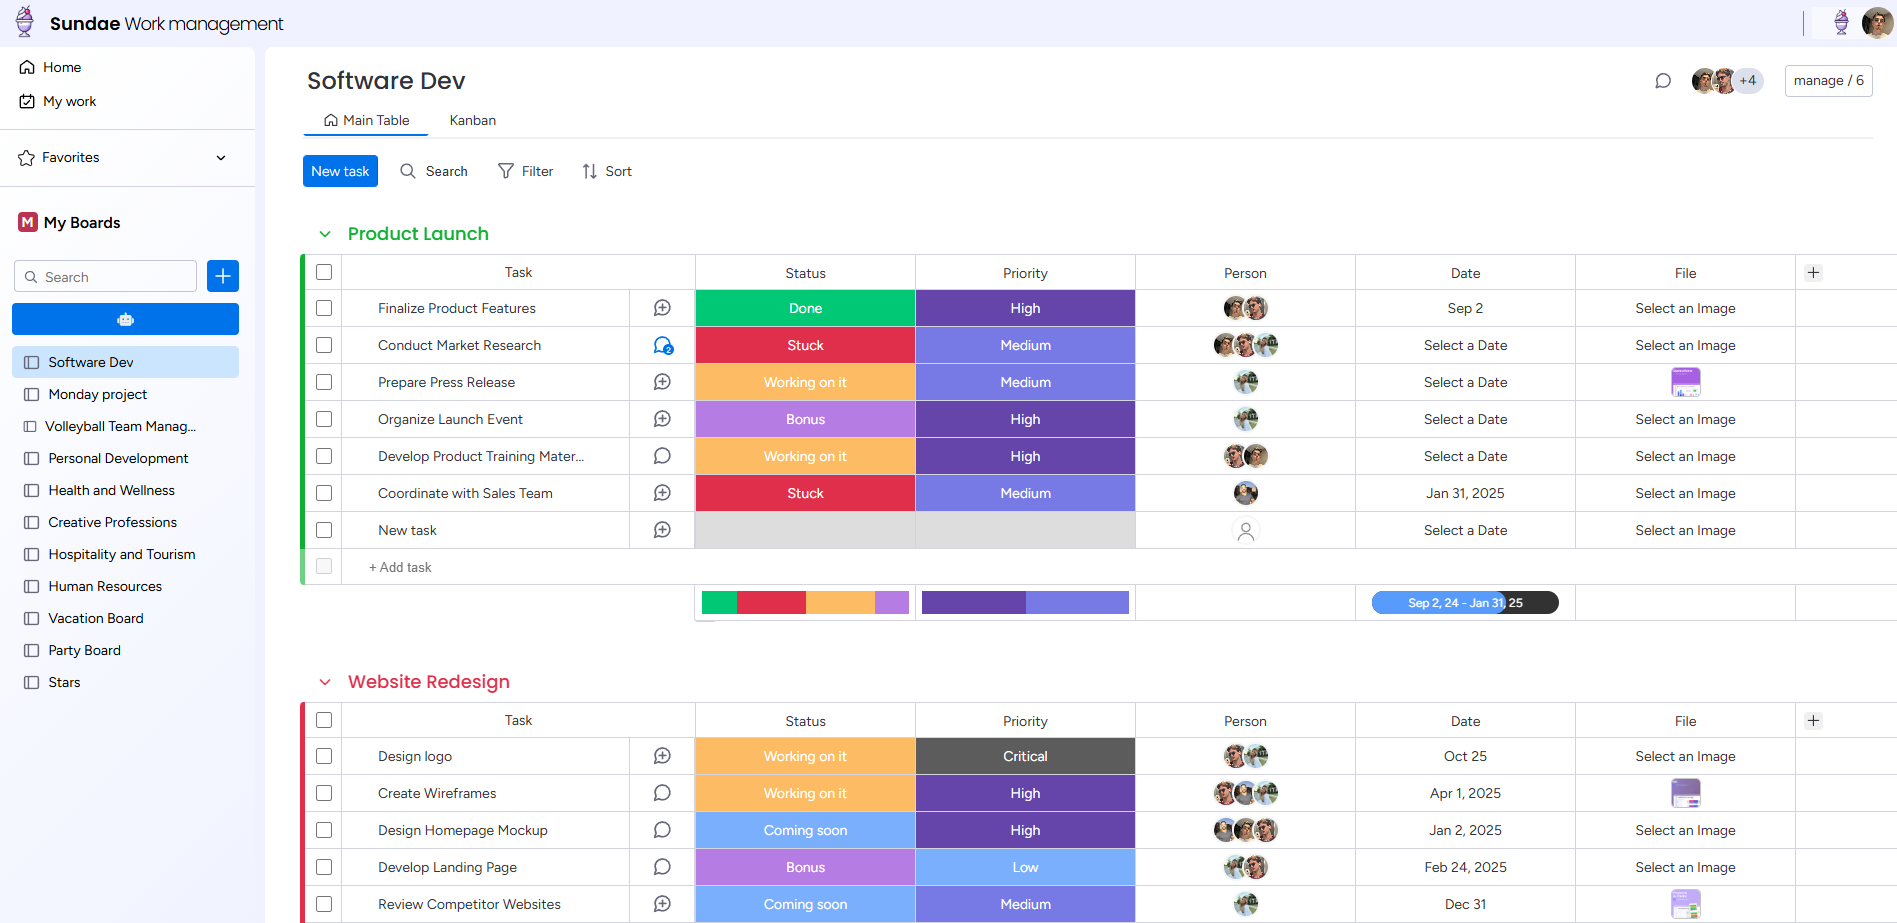 Sundae Work management
Home
My work
Favorites
M My Boards
Search
Software Dev
Monday project
Volleyball Team Manag...
Personal Development
Health and Wellness
Creative Professions
Hospitality and Tourism
Human Resources
Vacation Board
Party Board
Stars
Software Dev
+4
manage / 6
Main Table Kanban
New task Search Filter Sort
Product Launch
Task Status Priority Person Date File +
Finalize Product Features Done High Sep 2 Select an Image
Conduct Market Research 2 Stuck Medium Select a Date Select an Image
Prepare Press Release Working on it Medium Select a Date
Organize Launch Event Bonus High Select a Date Select an Image
Develop Product Training Mater... Working on it High Select a Date Select an Image
Coordinate with Sales Team Stuck Medium Jan 31, 2025 Select an Image
New task Select a Date Select an Image
+ Add task
Sep 2, 24 - Jan 31, 25
Website Redesign
Task Status Priority Person Date File +
Design logo Working on it Critical Oct 25 Select an Image
Create Wireframes Working on it High Apr 1, 2025
Design Homepage Mockup Coming soon High Jan 2, 2025 Select an Image
Develop Landing Page Bonus Low Feb 24, 2025 Select an Image
Review Competitor Websites Coming soon Medium Dec 31